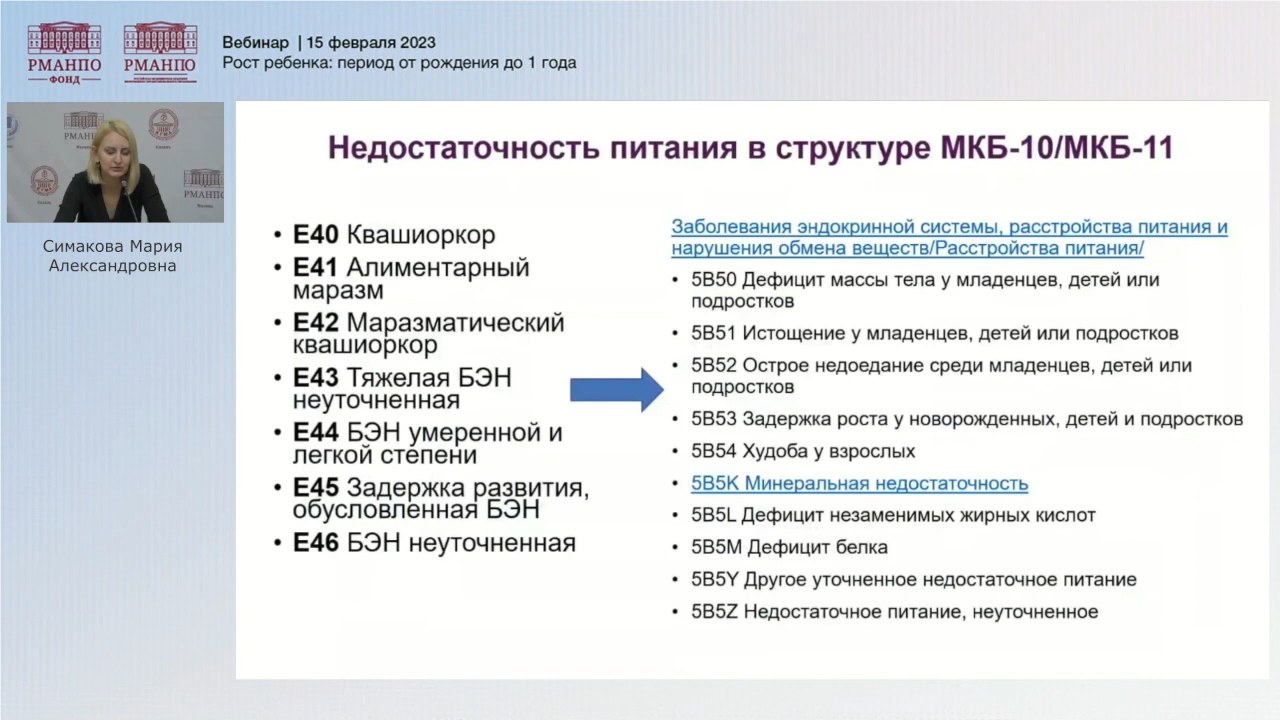 РМАНПО
ФОНД
РМАНПО
Вебинар | 15 февраля 2023
Рост ребенка: период от рождения до 1 года
РМАНПО
РМАНПО
Симакова Мария
Александровна
Недостаточность питания в структуре МКБ-10/МКБ-11
• E40 Квашиоркор
• E41 Алиментарный
маразм
• E42 Маразматический
квашиоркор
• E43 Тяжелая БЭН
неуточненная
• E44 БЭН умеренной и
легкой степени
• E45 Задержка развития,
обусловленная БЭН
• E46 БЭН неуточненная
Заболевания эндокринной системы, расстройства питания и
нарушения обмена веществ/Расстройства питания/
• 5B50 Дефицит массы тела у младенцев, детей или
подростков
• 5B51 Истощение у младенцев, детей или подростков
• 5B52 Острое недоедание среди младенцев, детей или
подростков
• 5B53 Задержка роста у новорожденных, детей и подростков
• 5B54 Худоба у взрослых
• 5B5K Минеральная недостаточность
• 5B5L Дефицит незаменимых жирных кислот
• 5B5M Дефицит белка
• 5B5Y Другое уточненное недостаточное питание
• 5B5Z Недостаточное питание, неуточненное